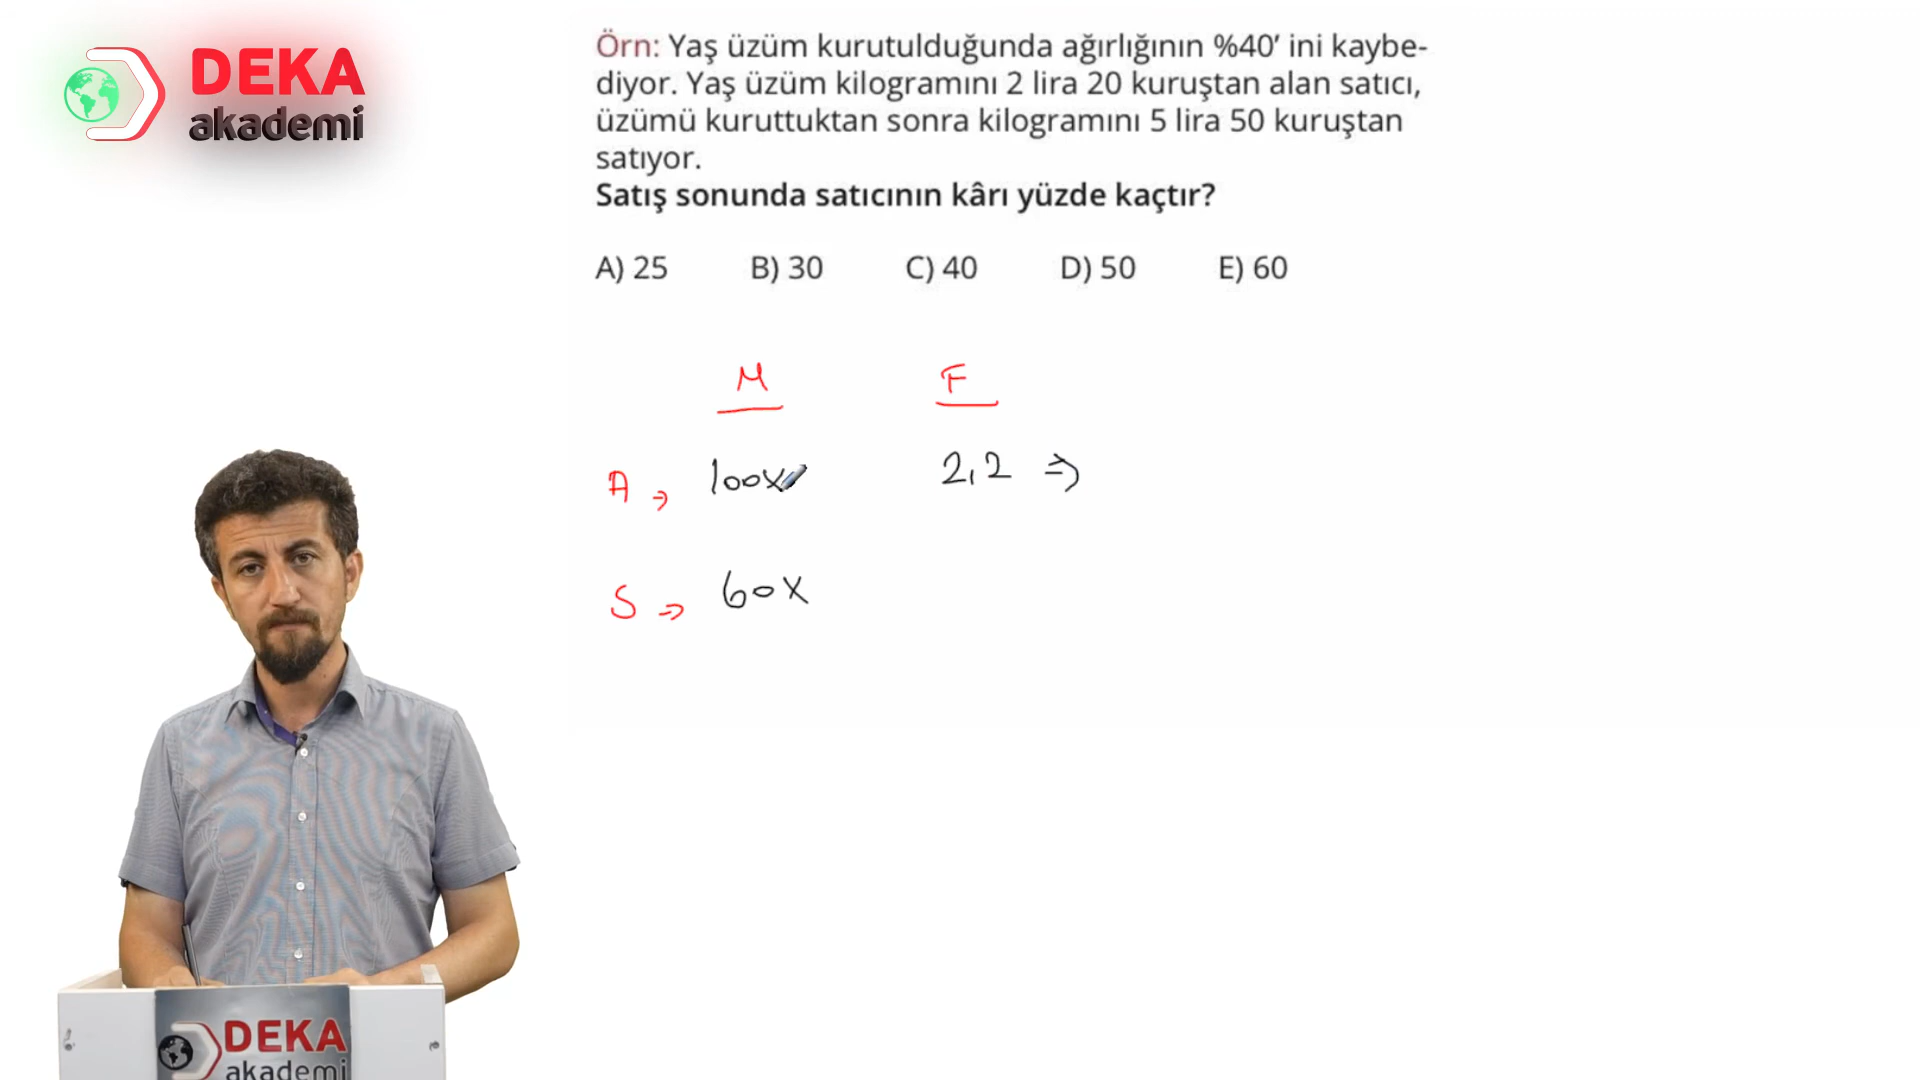 DEKA
akademi
Örn: Yaş üzüm kurutulduğunda ağırlığının %40’ ini kaybe-
diyor. Yaş üzüm kilogramını 2 lira 20 kuruştan alan satıcı,
üzümü kuruttuktan sonra kilogramını 5 lira 50 kuruştan
satıyor.
Satış sonunda satıcının kârı yüzde kaçtır?
A) 25 B) 30 C) 40 D) 50 E) 60
M F
A → 100x 2,2 ⇒
S → 60x
DEKA
akademi